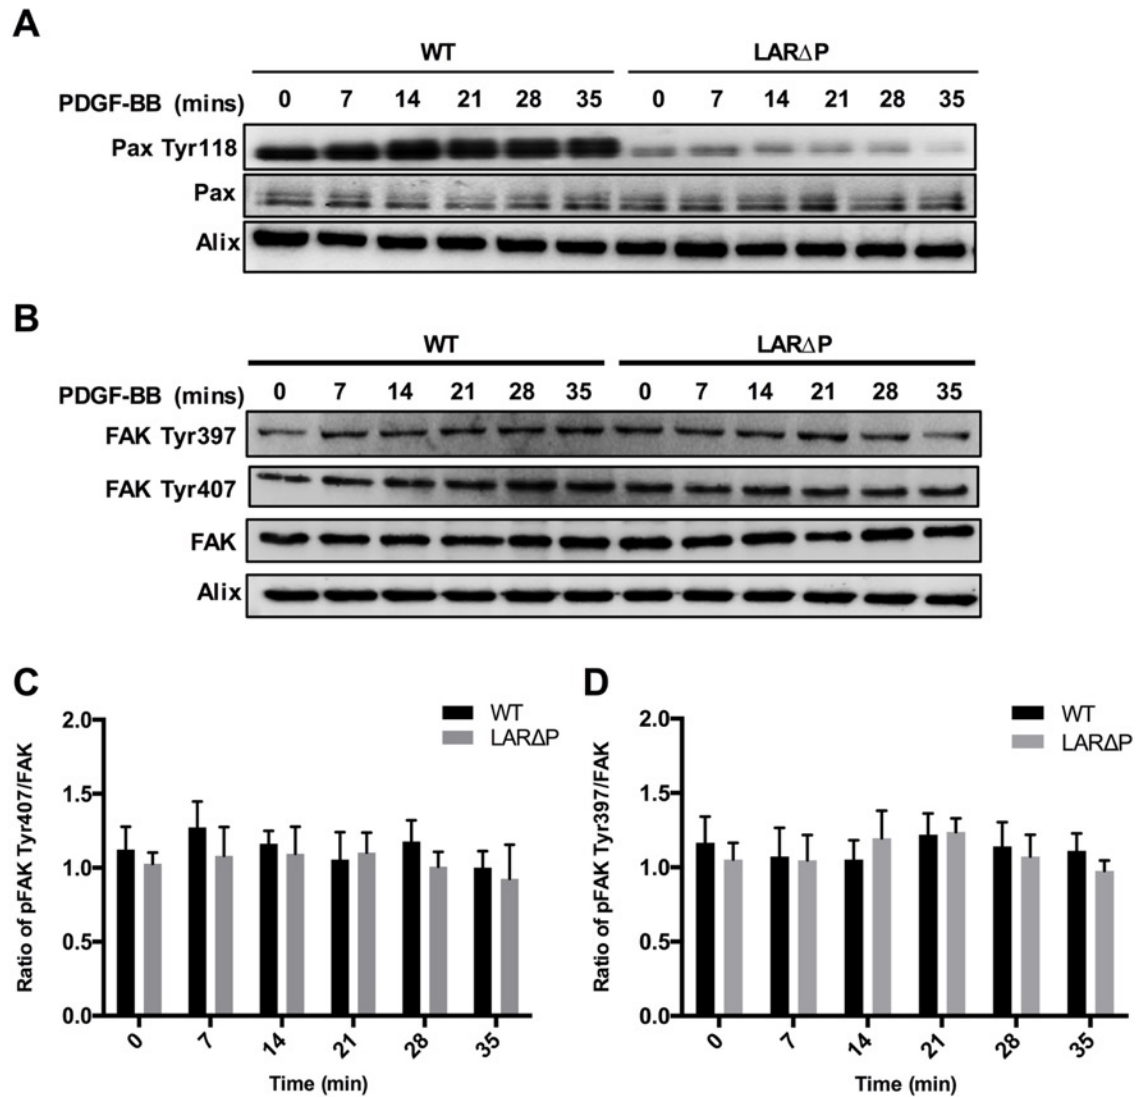 A
WT LARΔP
PDGF-BB (mins) 0 7 14 21 28 35 0 7 14 21 28 35
Pax Tyr118
Pax
Alix
B
WT LARΔP
PDGF-BB (mins) 0 7 14 21 28 35 0 7 14 21 28 35
FAK Tyr397
FAK Tyr407
FAK
Alix
C
WT
LARΔP
Ratio of pFAK Tyr407/FAK
2.0
1.5
1.0
0.5
0.0
0 7 14 21 28 35
Time (min)
D
WT
LARΔP
Ratio of pFAK Tyr397/FAK
2.0
1.5
1.0
0.5
0.0
0 7 14 21 28 35
Time (min)